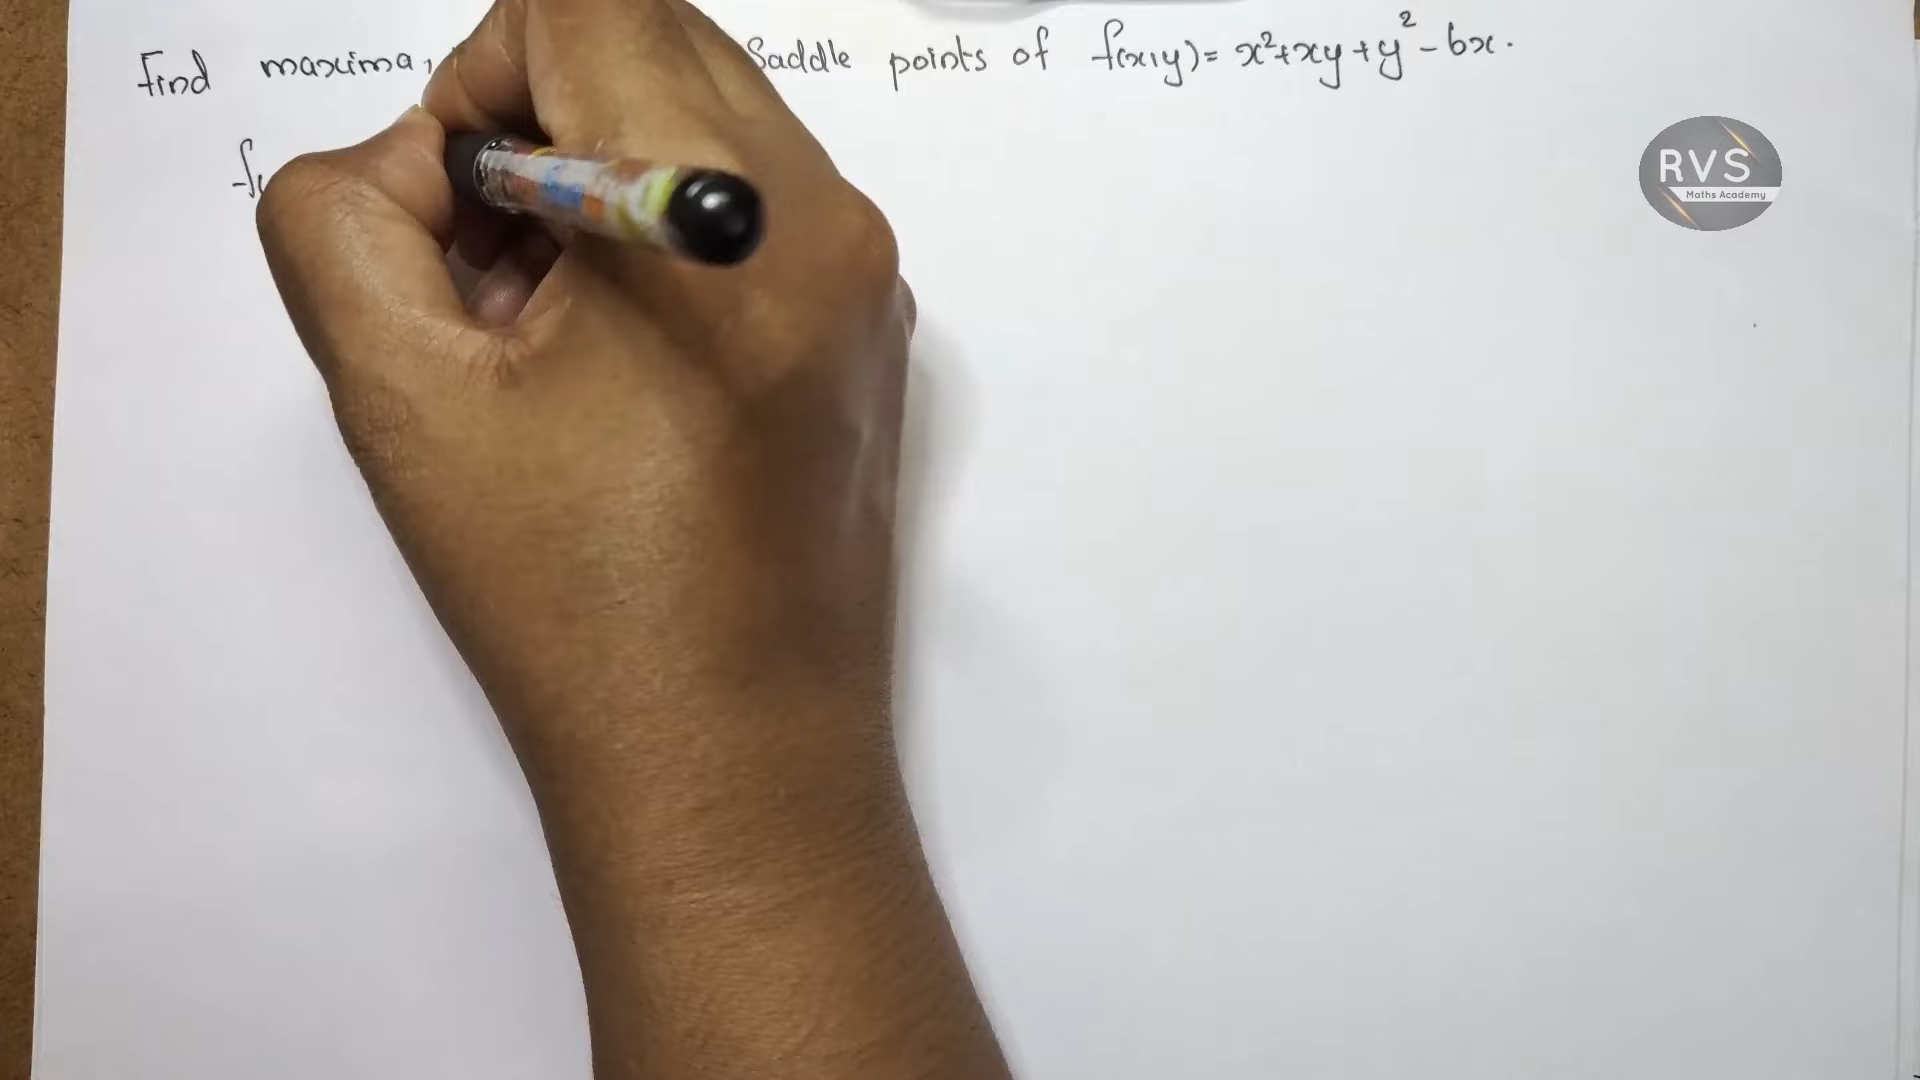 Find maxima, Saddle points of f(x,y) = x²+xy+y²-6x.
RVS
Maths Academy